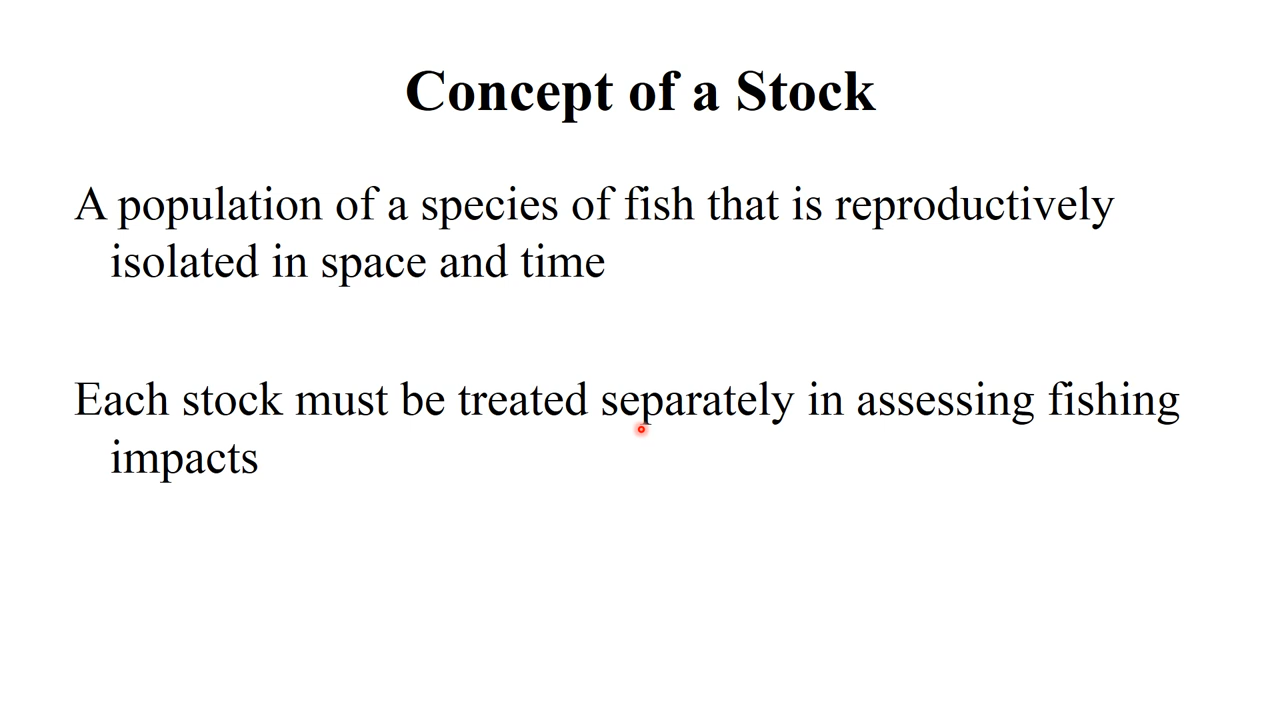 Concept of a Stock
A population of a species of fish that is reproductively
isolated in space and time
Each stock must be treated separately in assessing fishing
impacts